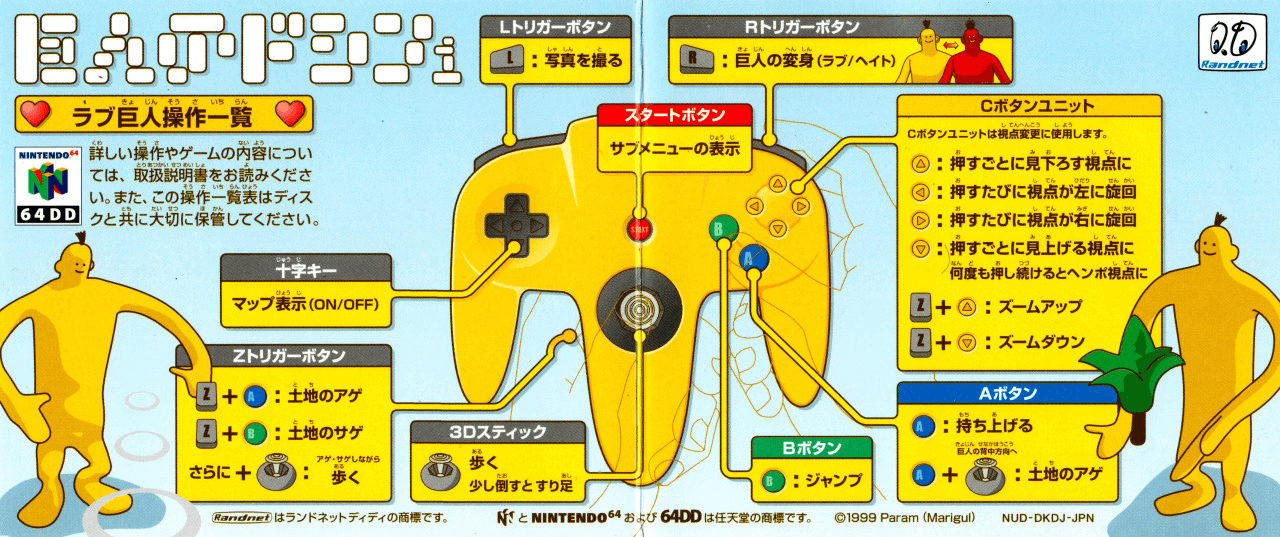 巨人のドシン1
ラブ巨人操作一覧
NINTENDO64
64DD
詳しい操作やゲームの内容につい
ては、取扱説明書をお読みくださ
い。また、この操作一覧表はディス
クと共に大切に保管してください。
Lトリガーボタン
L：写真を撮る
Rトリガーボタン
R：巨人の変身(ラブ/ヘイト)
Randnet
スタートボタン
サブメニューの表示
START
B
A
Cボタンユニット
Cボタンユニットは視点変更に使用します。
：押すごとに見下ろす視点に
：押すたびに視点が左に旋回
：押すたびに視点が右に旋回
：押すごとに見上げる視点に
何度も押し続けるとヘンポ視点に
Z+：ズームアップ
Z+：ズームダウン
十字キー
マップ表示(ON/OFF)
Zトリガーボタン
Z+A：土地のアゲ
Z+B：土地のサゲ
さらに+：アゲ・サゲしながら
歩く
3Dスティック
歩く
少し倒すとすり足
Bボタン
B：ジャンプ
Aボタン
A：持ち上げる
巨人の背中方向へ
A+：土地のアゲ
Randnetはランドネットディディの商標です。
NとNINTENDO64および64DDは任天堂の商標です。
©1999 Param (Marigul)
NUD-DKDJ-JPN